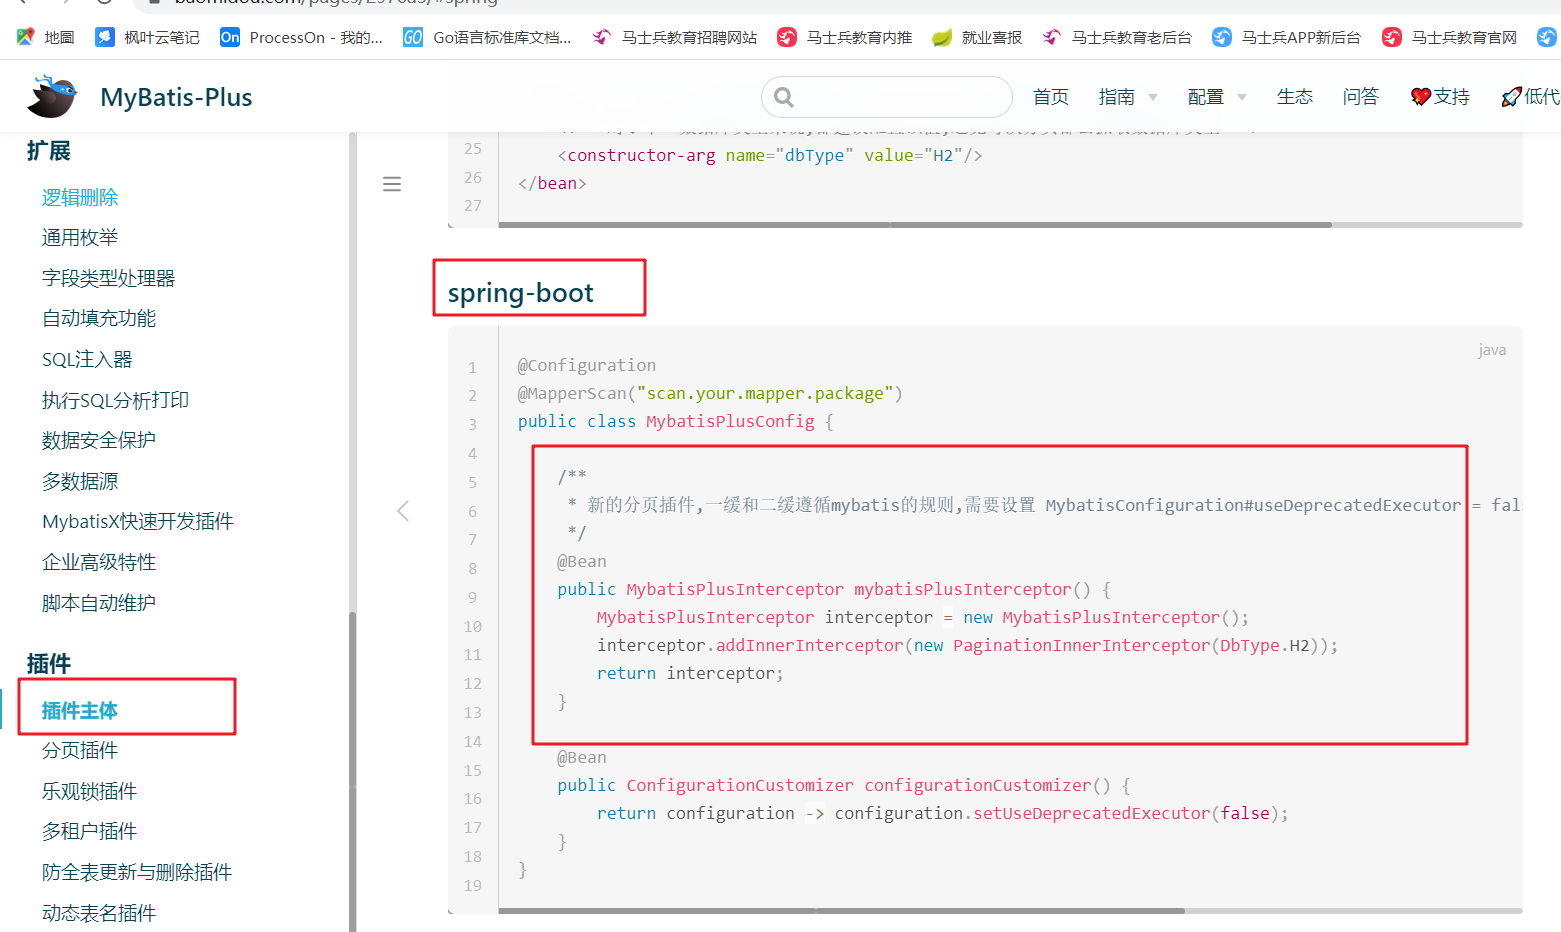 地圖 枫叶云笔记 On ProcessOn - 我的... GO Go语言标准库文档... 马士兵教育招聘网站 马士兵教育内推 就业喜报 马士兵教育老后台 马士兵APP新后台 马士兵教育官网
MyBatis-Plus 首页 指南 配置 生态 问答 支持 低代
扩展
逻辑删除
通用枚举
字段类型处理器
自动填充功能
SQL注入器
执行SQL分析打印
数据安全保护
多数据源
MybatisX快速开发插件
企业高级特性
脚本自动维护
插件
插件主体
分页插件
乐观锁插件
多租户插件
防全表更新与删除插件
动态表名插件
25 <constructor-arg name="dbType" value="H2"/>
26 </bean>
27
spring-boot
java
1 @Configuration
2 @MapperScan("scan.your.mapper.package")
3 public class MybatisPlusConfig {
4
5 /**
6 * 新的分页插件,一缓和二缓遵循mybatis的规则,需要设置 MybatisConfiguration#useDeprecatedExecutor = fal
7 */
8 @Bean
9 public MybatisPlusInterceptor mybatisPlusInterceptor() {
10 MybatisPlusInterceptor interceptor = new MybatisPlusInterceptor();
11 interceptor.addInnerInterceptor(new PaginationInnerInterceptor(DbType.H2));
12 return interceptor;
13 }
14
15 @Bean
16 public ConfigurationCustomizer configurationCustomizer() {
17 return configuration -> configuration.setUseDeprecatedExecutor(false);
18 }
19 }